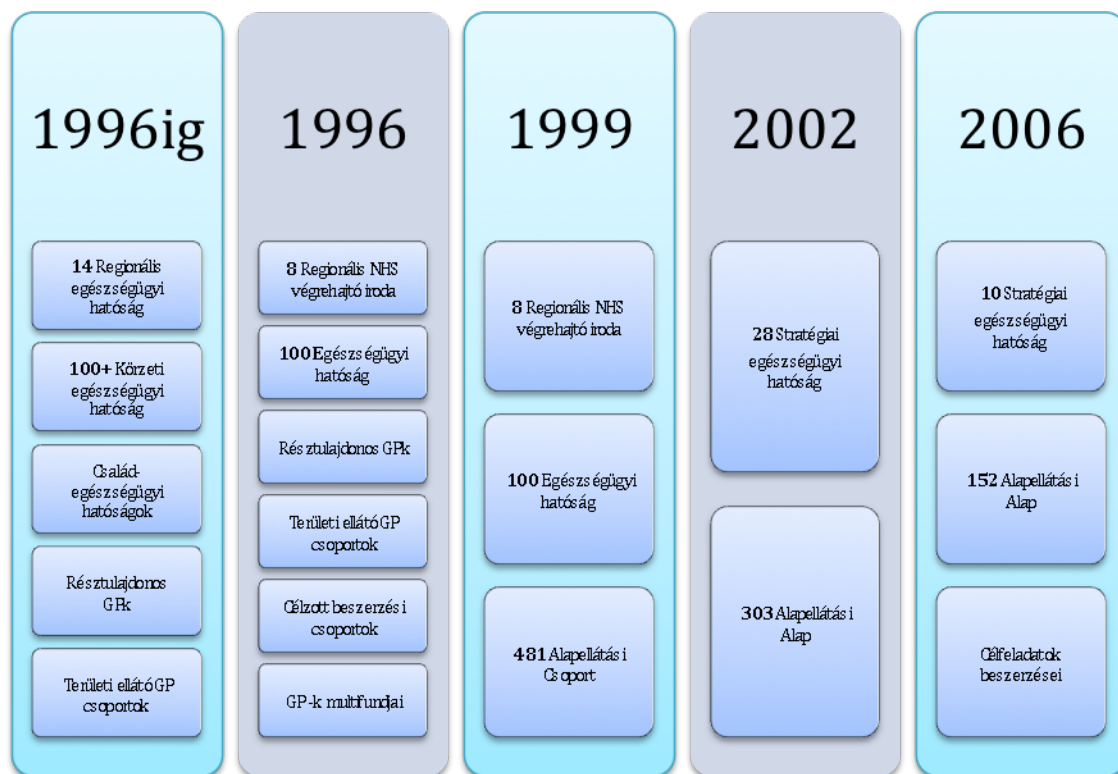 1996ig
14 Regionális
egészségügyi
hatóság
100+ Körzeti
egészségügyi
hatóság
Család-
egészségügyi
hatóságok
Résztulajdonos
GPk
Területi ellátó GP
csoportok
1996
8 Regionális NHS
végrehajtó iroda
100 Egészségügyi
hatóság
Résztulajdonos GPk
Területi ellátó GP
csoportok
Célzott beszerzési
csoportok
GP-k multifundjai
1999
8 Regionális NHS
végrehajtó iroda
100 Egészségügyi
hatóság
481 Alapellátási
Csoport
2002
28 Stratégiai
egészségügyi
hatóság
303 Alapellátási
Alap
2006
10 Stratégiai
egészségügyi
hatóság
152 Alapellátási
Alap
Célfeladatok
beszerzései